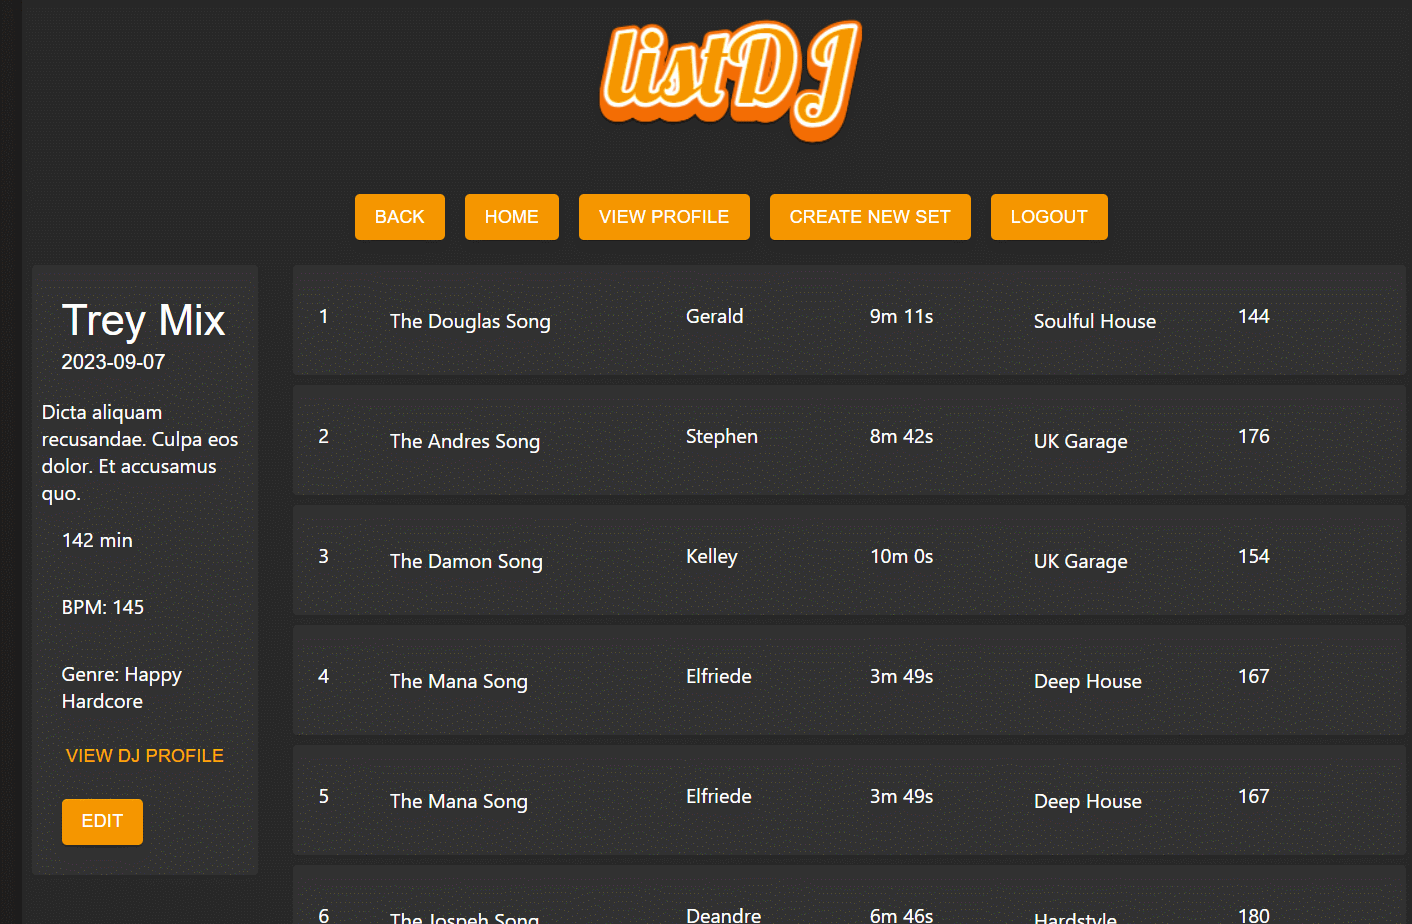 listDJ
BACK HOME VIEW PROFILE CREATE NEW SET LOGOUT
Trey Mix
2023-09-07
Dicta aliquam
recusandae. Culpa eos
dolor. Et accusamus
quo.
142 min
BPM: 145
Genre: Happy
Hardcore
VIEW DJ PROFILE
EDIT
1 The Douglas Song Gerald 9m 11s Soulful House 144
2 The Andres Song Stephen 8m 42s UK Garage 176
3 The Damon Song Kelley 10m 0s UK Garage 154
4 The Mana Song Elfriede 3m 49s Deep House 167
5 The Mana Song Elfriede 3m 49s Deep House 167
6 The Jospeh Song Deandre 6m 46s Hardstyle 180